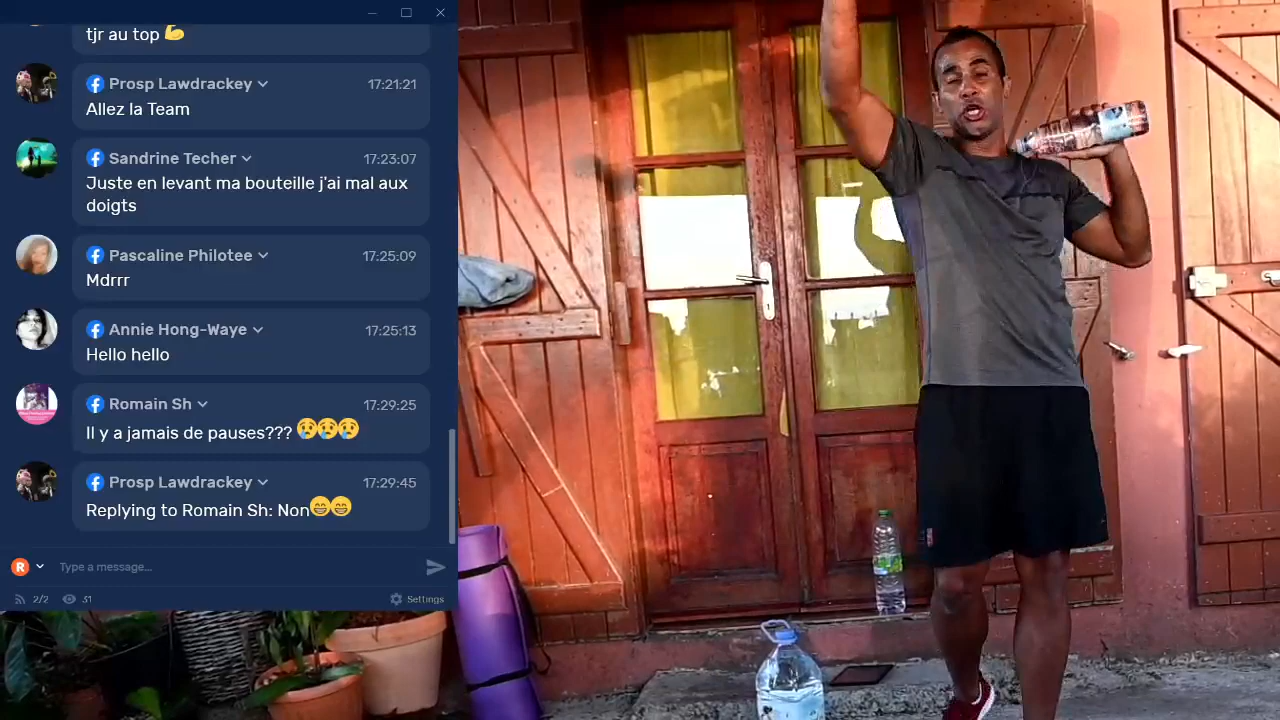 tjr au top 💪
Prosp Lawdrackey
17:21:21
Allez la Team
Sandrine Techer
17:23:07
Juste en levant ma bouteille j'ai mal aux
doigts
Pascaline Philotee
17:25:09
Mdrrr
Annie Hong-Waye
17:25:13
Hello hello
Romain Sh
17:29:25
Il y a jamais de pauses??? 😢😢😢
Prosp Lawdrackey
17:29:45
Replying to Romain Sh: Non😁😁
R
Type a message...
2/2
31
Settings